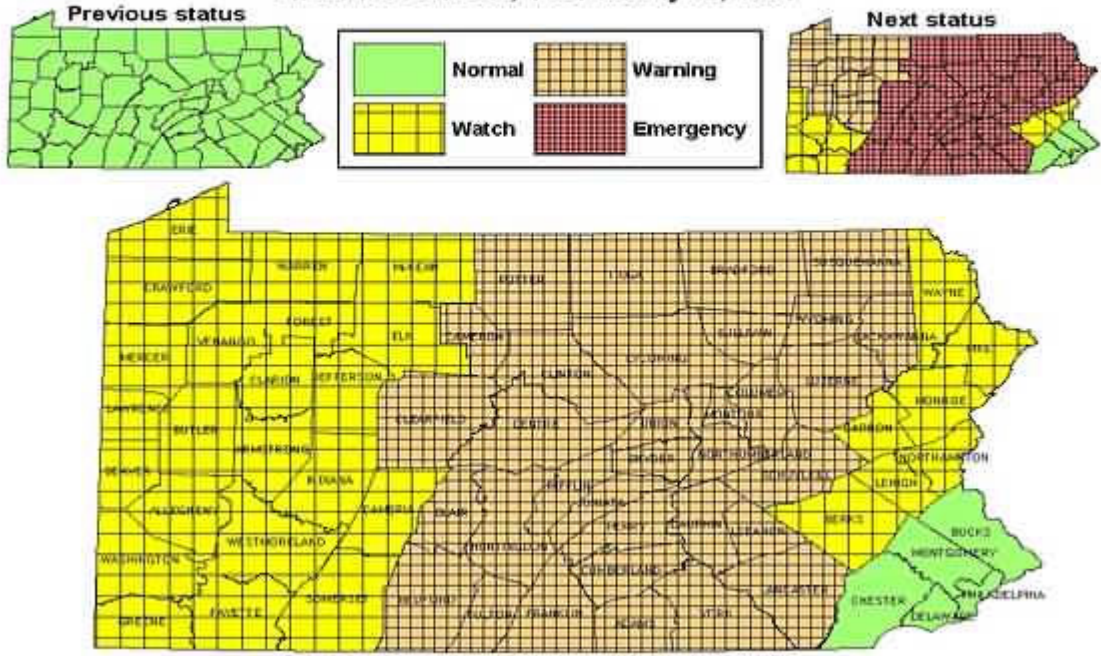 Previous status
Next status
Normal
Warning
Watch
Emergency
ERIE
WARREN
McKEAN
POTTER
TIOGA
BRADFORD
SUSQUEHANNA
CRAWFORD
WAYNE
FOREST
WYOMING
VENANGO
ELK
CAMERON
SULLIVAN
LACKAWANNA
MERCER
LYCOMING
PIKE
CLARION
JEFFERSON
CLINTON
LUZERNE
COLUMBIA
MONROE
LAWRENCE
CLEARFIELD
CENTRE
UNION
MONTOUR
CARBON
BUTLER
ARMSTRONG
SNYDER
NORTHUMBERLAND
NORTHAMPTON
BEAVER
INDIANA
MIFFLIN
SCHUYLKILL
LEHIGH
ALLEGHENY
CAMBRIA
BLAIR
JUNIATA
PERRY
DAUPHIN
LEBANON
BERKS
BUCKS
WESTMORELAND
HUNTINGDON
MONTGOMERY
WASHINGTON
CUMBERLAND
LANCASTER
PHILADELPHIA
SOMERSET
BEDFORD
CHESTER
GREENE
FAYETTE
FULTON
FRANKLIN
ADAMS
YORK
DELAWARE